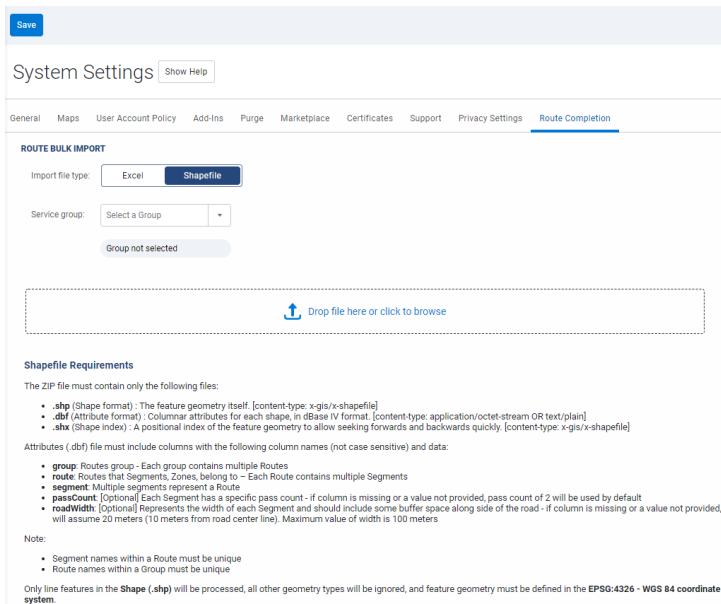 Save
System Settings Show Help
General Maps User Account Policy Add-Ins Purge Marketplace Certificates Support Privacy Settings Route Completion
ROUTE BULK IMPORT
Import file type: Excel Shapefile
Service group: Select a Group
Group not selected
Drop file here or click to browse
Shapefile Requirements
The ZIP file must contain only the following files:
• .shp (Shape format) : The feature geometry itself. [content-type: x-gis/x-shapefile]
• .dbf (Attribute format) : Columnar attributes for each shape, in dBase IV format. [content-type: application/octet-stream OR text/plain]
• .shx (Shape index) : A positional index of the feature geometry to allow seeking forwards and backwards quickly. [content-type: x-gis/x-shapefile]
Attributes (.dbf) file must include columns with the following column names (not case sensitive) and data:
• group: Routes group - Each group contains multiple Routes
• route: Routes that Segments, Zones, belong to – Each Route contains multiple Segments
• segment: Multiple segments represent a Route
• passCount: [Optional] Each Segment has a specific pass count - if column is missing or a value not provided, pass count of 2 will be used by default
• roadWidth: [Optional] Represents the width of each Segment and should include some buffer space along side of the road - if column is missing or a value not provided,
will assume 20 meters (10 meters from road center line). Maximum value of width is 100 meters
Note:
• Segment names within a Route must be unique
• Route names within a Group must be unique
Only line features in the Shape (.shp) will be processed, all other geometry types will be ignored, and feature geometry must be defined in the EPSG:4326 - WGS 84 coordinate
system.